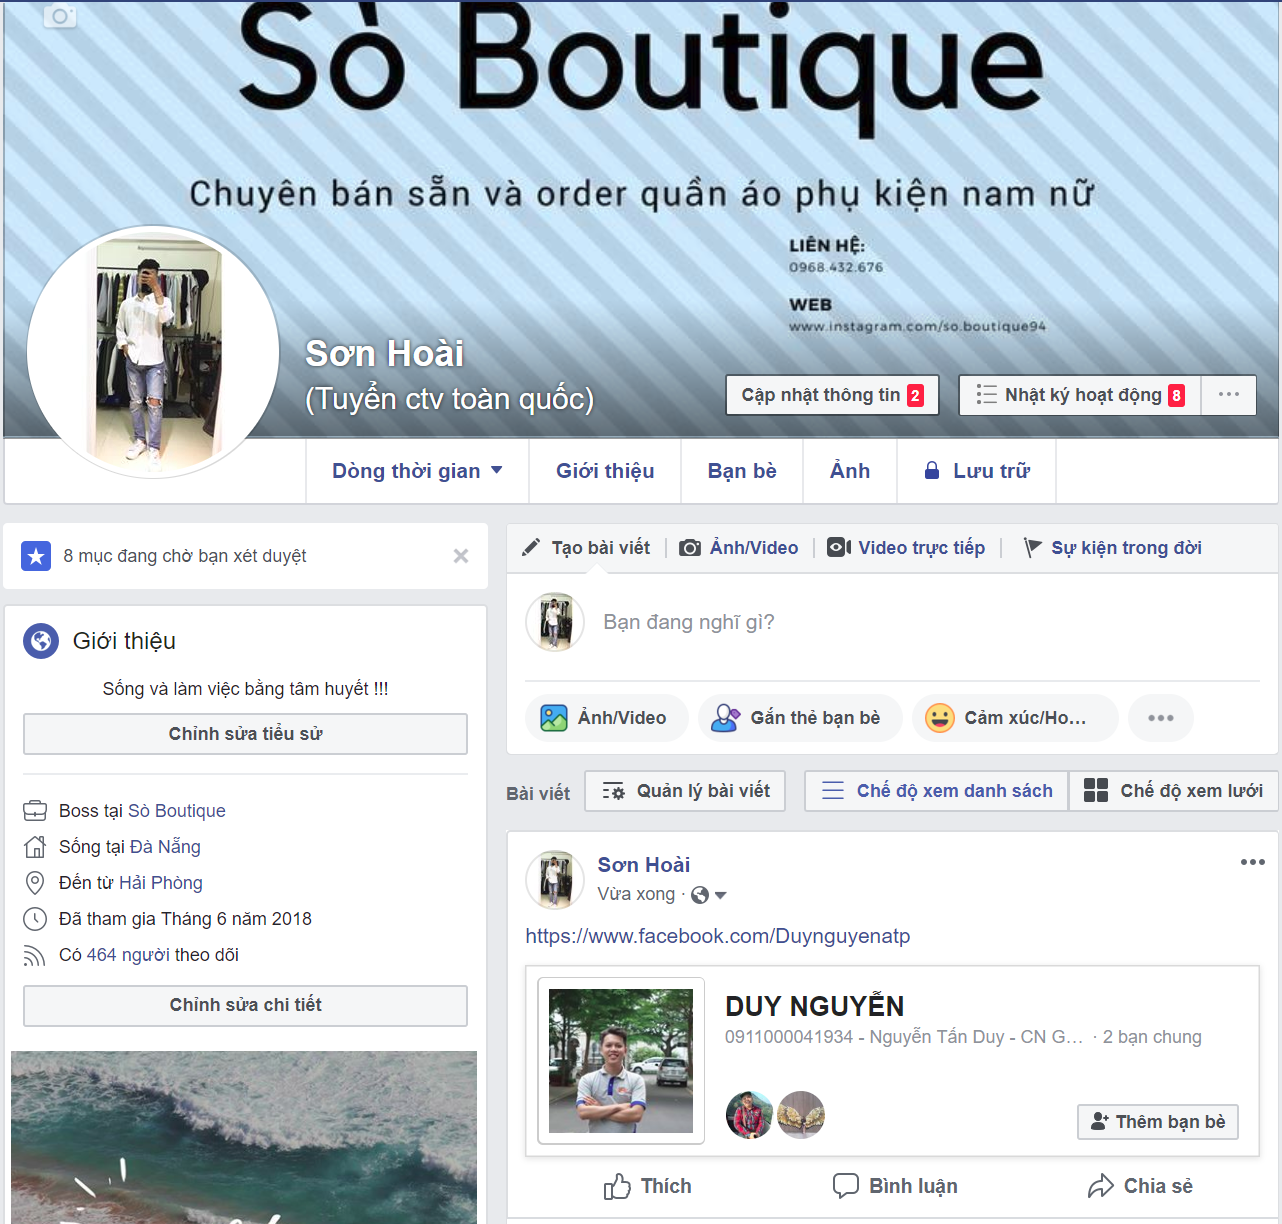 Sò Boutique
Chuyên bán sẵn và order quần áo phụ kiện nam nữ
LIÊN HỆ:
0968.432.676
WEB
www.instagram.com/so.boutique94
Sơn Hoài
(Tuyển ctv toàn quốc)
Cập nhật thông tin 2
Nhật ký hoạt động 8
Dòng thời gian
Giới thiệu
Bạn bè
Ảnh
Lưu trữ
8 mục đang chờ bạn xét duyệt
Giới thiệu
Sống và làm việc bằng tâm huyết !!!
Chỉnh sửa tiểu sử
Boss tại Sò Boutique
Sống tại Đà Nẵng
Đến từ Hải Phòng
Đã tham gia Tháng 6 năm 2018
Có 464 người theo dõi
Chỉnh sửa chi tiết
Tạo bài viết
Ảnh/Video
Video trực tiếp
Sự kiện trong đời
Bạn đang nghĩ gì?
Ảnh/Video
Gắn thẻ bạn bè
Cảm xúc/Ho...
Bài viết
Quản lý bài viết
Chế độ xem danh sách
Chế độ xem lưới
Sơn Hoài
Vừa xong ·
https://www.facebook.com/Duynguyenatp
DUY NGUYỄN
0911000041934 - Nguyễn Tấn Duy - CN G... · 2 bạn chung
Thêm bạn bè
Thích
Bình luận
Chia sẻ